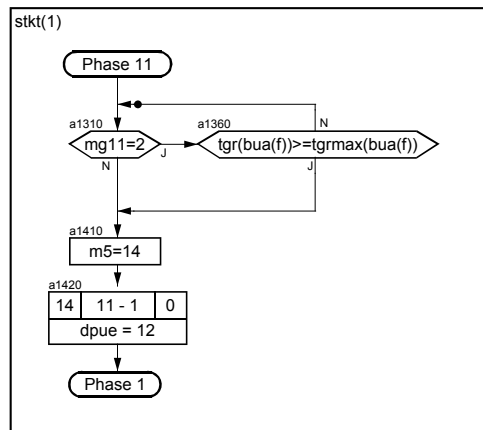 stkt(1)
Phase 11
a1310
a1360
N
mg11=2
tgr(bua(f))>=tgrmax(bua(f))
N
J
J
a1410
m5=14
a1420
14 11 - 1 0
dpue = 12
Phase 1